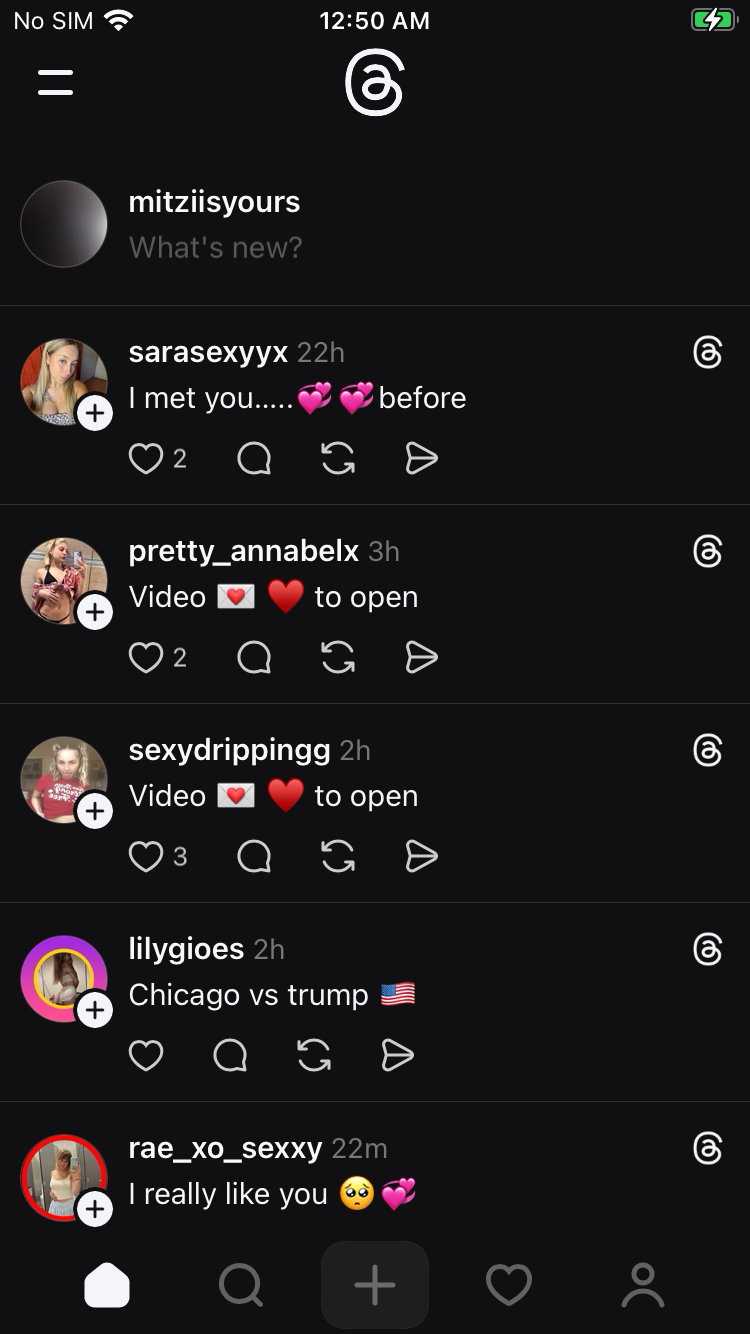 No SIM 12:50 AM
mitziisyours
What's new?
sarasexyyx 22h
I met you.....💞 💞before
2
pretty_annabelx 3h
Video 💌 ♥️ to open
2
sexydrippingg 2h
Video 💌 ♥️ to open
3
lilygioes 2h
Chicago vs trump 🇺🇸
rae_xo_sexxy 22m
I really like you 🥺💞